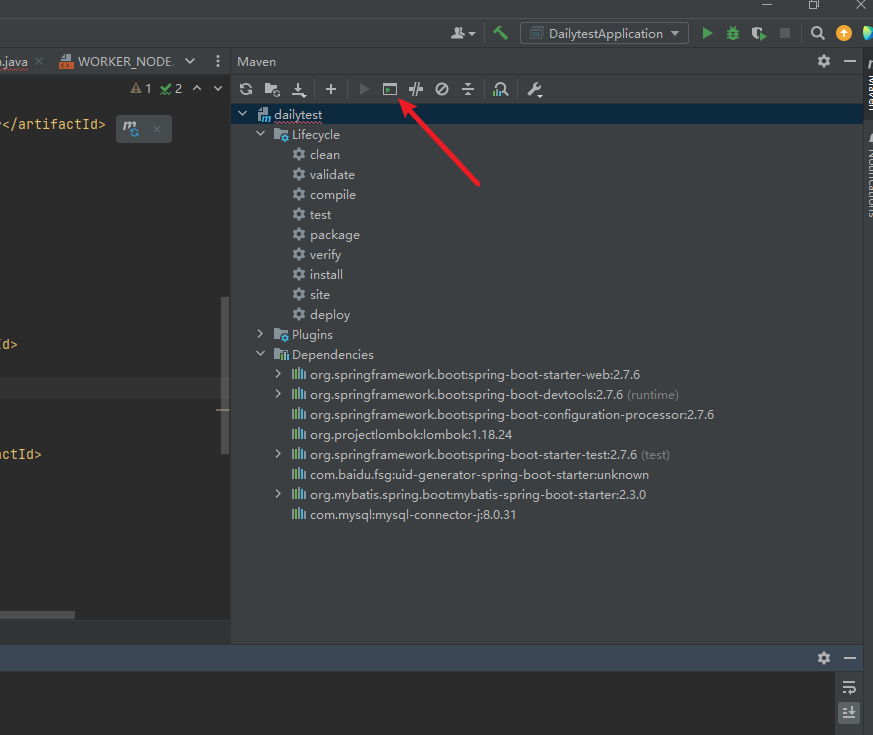 DailytestApplication
.java
WORKER_NODE.
Maven
1
2
</artifactId>
dailytest
Lifecycle
clean
validate
compile
test
package
verify
install
site
deploy
Id>
Plugins
Dependencies
org.springframework.boot:spring-boot-starter-web:2.7.6
org.springframework.boot:spring-boot-devtools:2.7.6 (runtime)
org.springframework.boot:spring-boot-configuration-processor:2.7.6
org.projectlombok:lombok:1.18.24
actId>
org.springframework.boot:spring-boot-starter-test:2.7.6 (test)
com.baidu.fsg:uid-generator-spring-boot-starter:unknown
org.mybatis.spring.boot:mybatis-spring-boot-starter:2.3.0
com.mysql:mysql-connector-j:8.0.31
Maven
Notifications